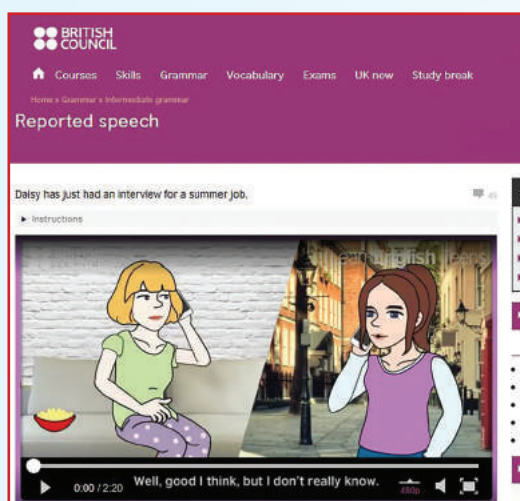 BRITISH
COUNCIL
Courses Skills Grammar Vocabulary Exams UK now Study break
Home » Grammar » Intermediate grammar
Reported speech
Daisy has just had an interview for a summer job.
Instructions
0:00 / 2:20 Well, good I think, but I don't really know. 480p